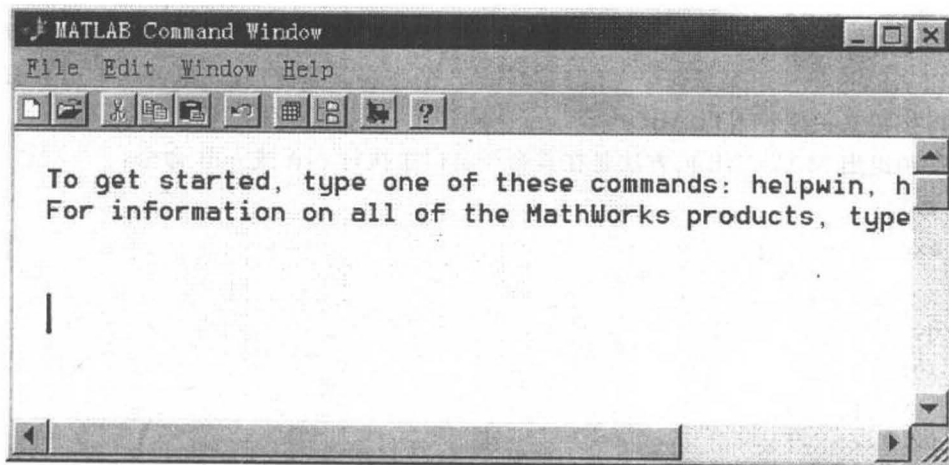 MATLAB Command Window
File Edit Window Help
?
To get started, type one of these commands: helpwin, h
For information on all of the MathWorks products, type